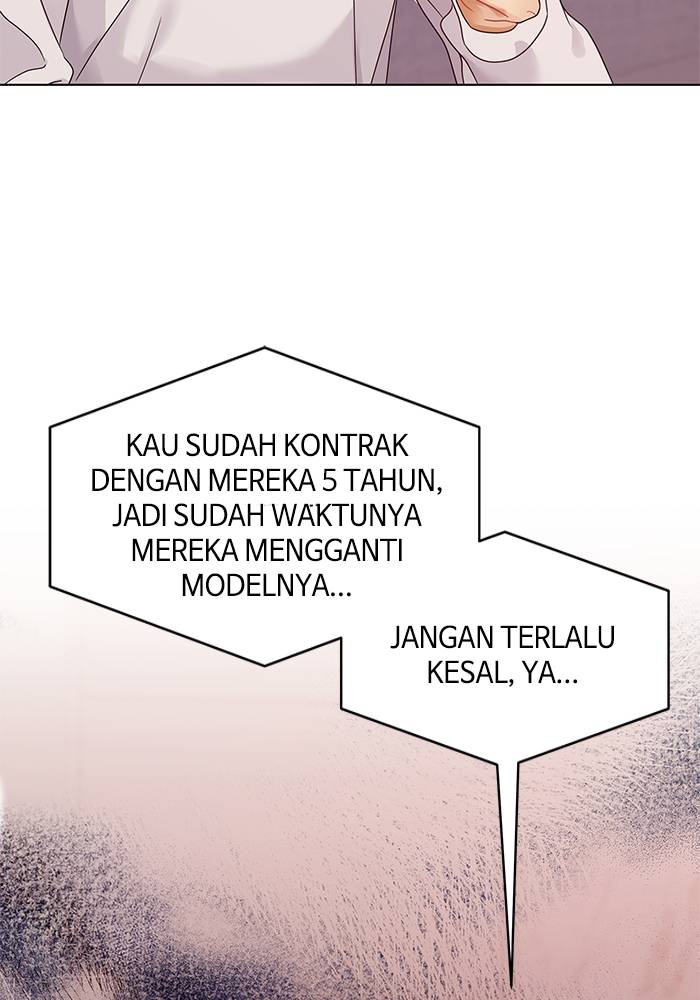 KAU SUDAH KONTRAK
DENGAN MEREKA 5 TAHUN,
JADI SUDAH WAKTUNYA
MEREKA MENGGANTI
MODELNYA...
JANGAN TERLALU
KESAL, YA...